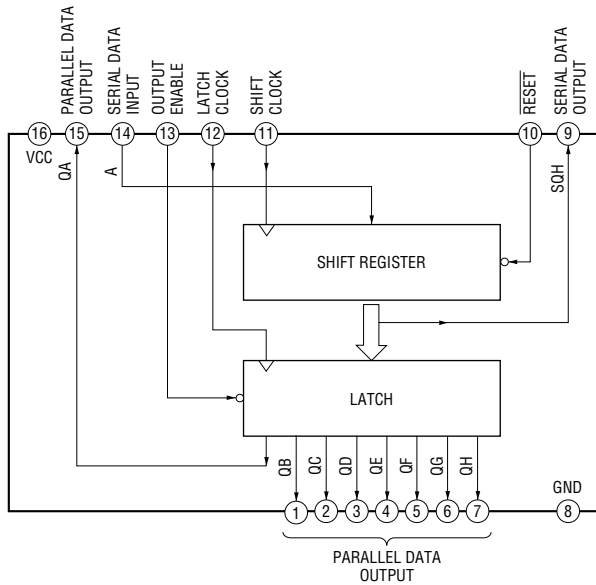 PARALLEL DATA
OUTPUT
SERIAL DATA
INPUT
OUTPUT
ENABLE
LATCH
CLOCK
SHIFT
CLOCK
RESET
SERIAL DATA
OUTPUT
16
15
14
13
12
11
10
9
VCC
QA
A
SQH
SHIFT REGISTER
LATCH
QB
QC
QD
QE
QF
QG
QH
GND
1
2
3
4
5
6
7
8
PARALLEL DATA
OUTPUT